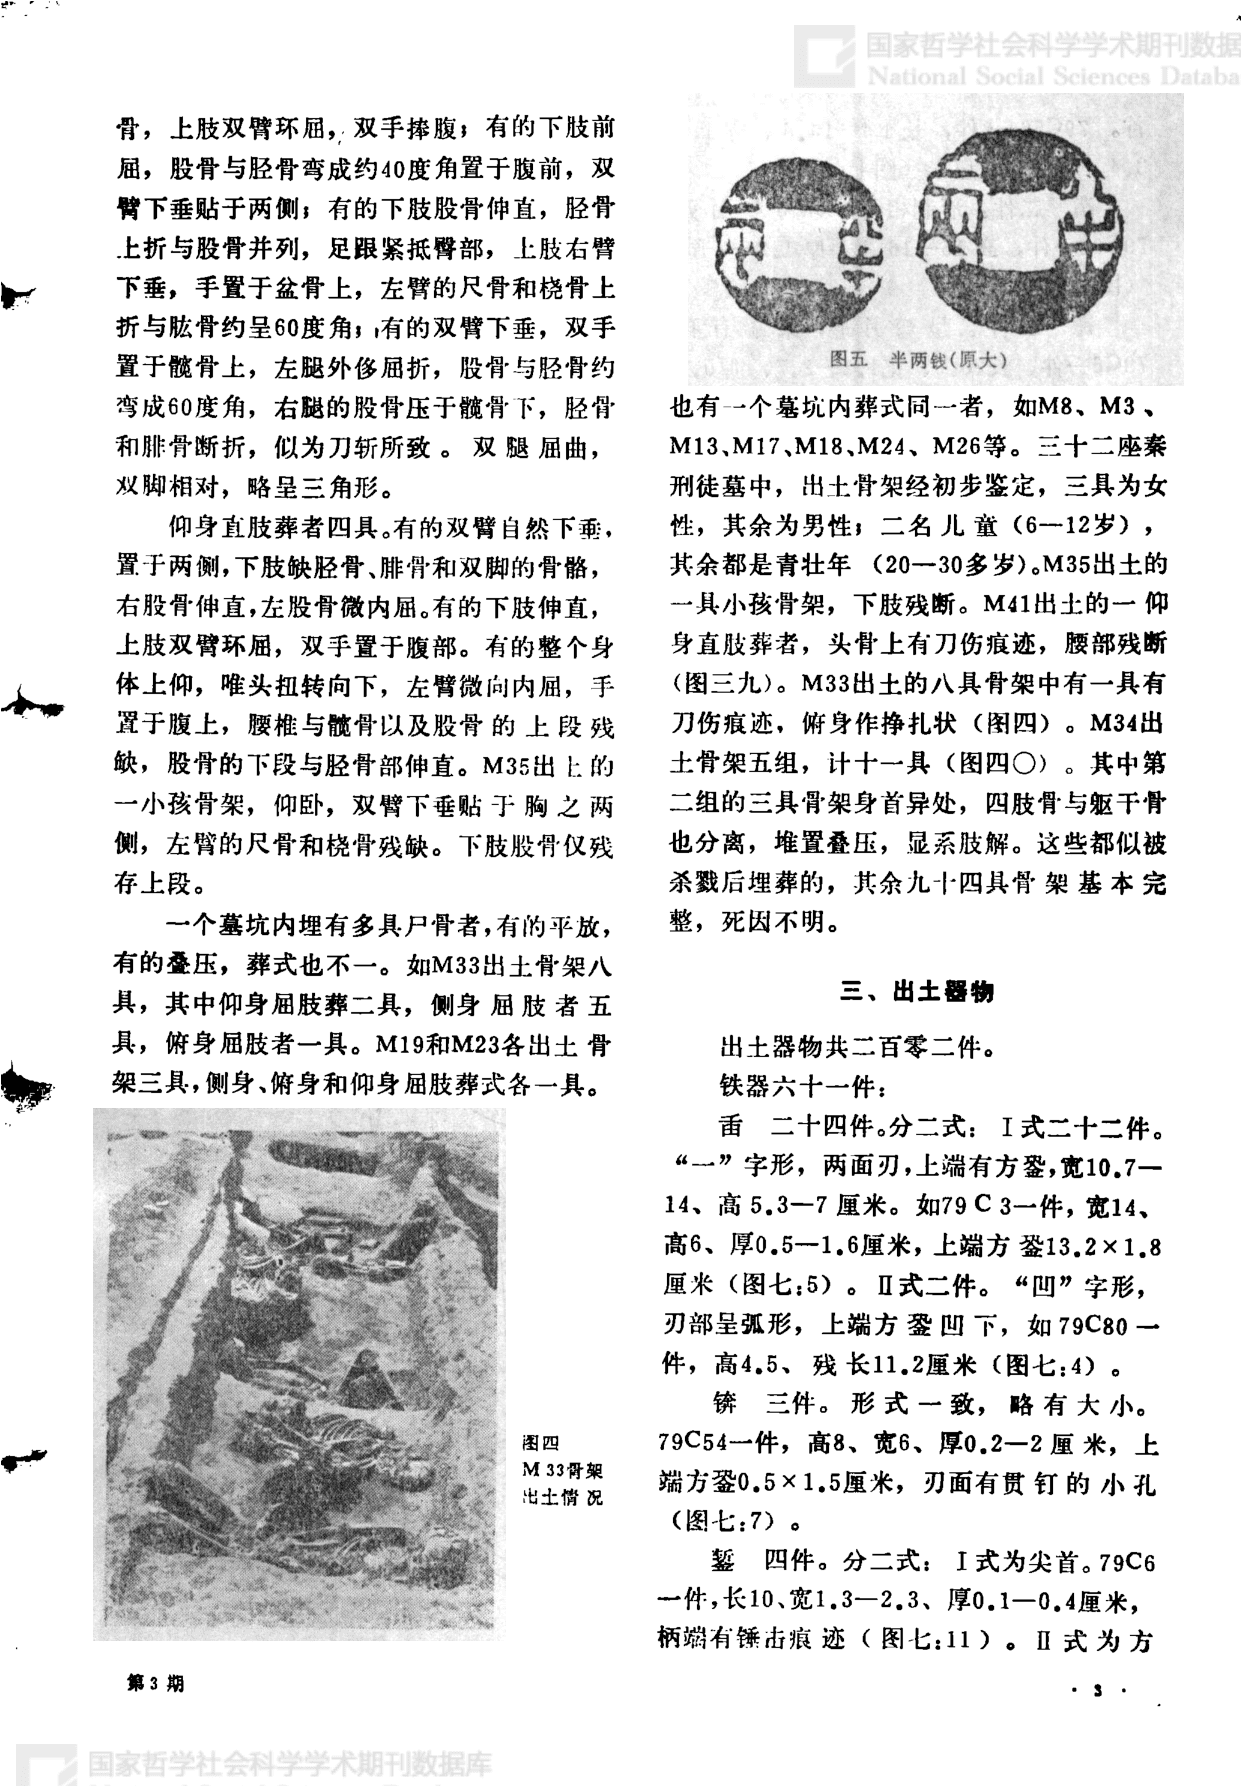 国家哲学社会科学学术期刊数据
National Social Sciences Databa
骨，上肢双臂环屈，双手捧腹；有的下肢前
屈，股骨与胫骨弯成约40度角置于腹前，双
臂下垂贴于两侧；有的下肢股骨伸直，胫骨
上折与股骨并列，足跟紧抵臀部，上肢右臂
下垂，手置于盆骨上，左臂的尺骨和桡骨上
折与肱骨约呈60度角；有的双臂下垂，双手
置于髋骨上，左腿外侈屈折，股骨与胫骨约
弯成60度角，右腿的股骨压于髋骨下，胫骨
和腓骨断折，似为刀斩所致。双腿屈曲，
双脚相对，略呈三角形。
仰身直肢葬者四具。有的双臂自然下垂，
置于两侧，下肢缺胫骨、腓骨和双脚的骨骼，
右股骨伸直，左股骨微内屈。有的下肢伸直，
上肢双臂环屈，双手置于腹部。有的整个身
体上仰，唯头扭转向下，左臂微向内屈，手
置于腹上，腰椎与髋骨以及股骨的上段残
缺，股骨的下段与胫骨部伸直。M35出土的
一小孩骨架，仰卧，双臂下垂贴于胸之两
侧，左臂的尺骨和桡骨残缺。下肢股骨仅残
存上段。
一个墓坑内埋有多具尸骨者，有的平放，
有的叠压，葬式也不一。如M33出土骨架八
具，其中仰身屈肢葬二具，侧身屈肢者五
具，俯身屈肢者一具。M19和M23各出土骨
架三具，侧身、俯身和仰身屈肢葬式各一具。
图四
M 33骨架
出土情况
第3期
图五 半两钱(原大)
也有一个墓坑内葬式同一者，如M8、M3、
M13、M17、M18、M24、M26等。三十二座秦
刑徒墓中，出土骨架经初步鉴定，三具为女
性，其余为男性；二名儿童（6—12岁），
其余都是青壮年（20—30多岁）。M35出土的
一具小孩骨架，下肢残断。M41出土的一仰
身直肢葬者，头骨上有刀伤痕迹，腰部残断
（图三九）。M33出土的八具骨架中有一具有
刀伤痕迹，俯身作挣扎状（图四）。M34出
土骨架五组，计十一具（图四〇）。其中第
二组的三具骨架身首异处，四肢骨与躯干骨
也分离，堆置叠压，显系肢解。这些都似被
杀戮后埋葬的，其余九十四具骨架基本完
整，死因不明。
三、出土器物
出土器物共二百零二件。
铁器六十一件：
臿 二十四件。分二式：Ⅰ式二十二件。
“一”字形，两面刃，上端有方銎，宽10.7—
14、高5.3—7厘米。如79C3一件，宽14、
高6、厚0.5—1.6厘米，上端方銎13.2×1.8
厘米（图七:5）。Ⅱ式二件。“凹”字形，
刃部呈弧形，上端方銎凹下，如79C80一
件，高4.5、残长11.2厘米（图七:4）。
锛 三件。形式一致，略有大小。
79C54一件，高8、宽6、厚0.2—2厘米，上
端方銎0.5×1.5厘米，刃面有贯钉的小孔
（图七:7）。
錾 四件。分二式：Ⅰ式为尖首。79C6
一件，长10、宽1.3—2.3、厚0.1—0.4厘米，
柄端有锤击痕迹（图七:11）。Ⅱ式为方
·3·
国家哲学社会科学学术期刊数据库